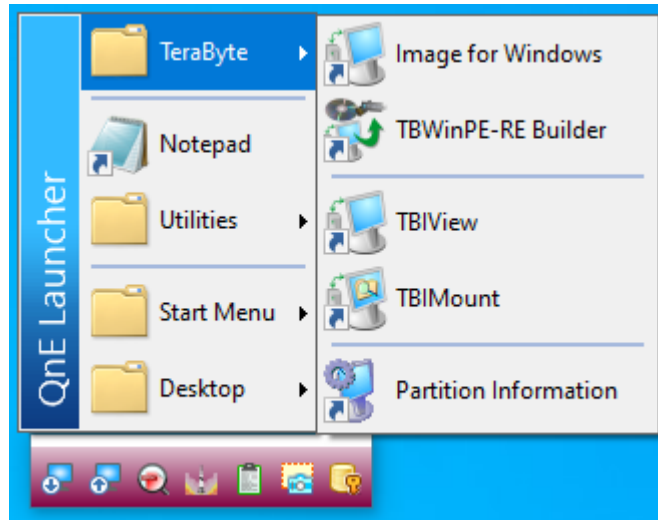 QnE Launcher
TeraByte
Notepad
Utilities
Start Menu
Desktop
Image for Windows
TBWinPE-RE Builder
TBIView
TBIMount
Partition Information